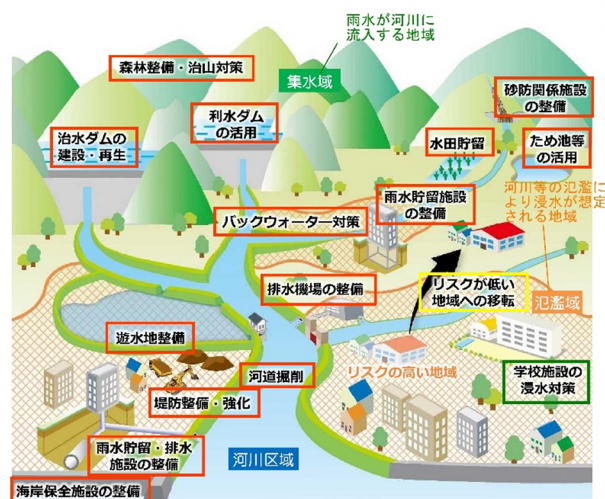 雨水が河川に
流入する地域
森林整備・治山対策
集水域
砂防関係施設
の整備
利水ダム
の活用
治水ダムの
建設・再生
水田貯留
ため池等
の活用
河川等の氾濫に
より浸水が想定
される地域
雨水貯留施設
の整備
バックウォーター対策
排水機場の整備
リスクが低い
地域への移転
氾濫域
遊水地整備
河道掘削
リスクの高い地域
学校施設の
浸水対策
堤防整備・強化
雨水貯留・排水
施設の整備
河川区域
海岸保全施設の整備